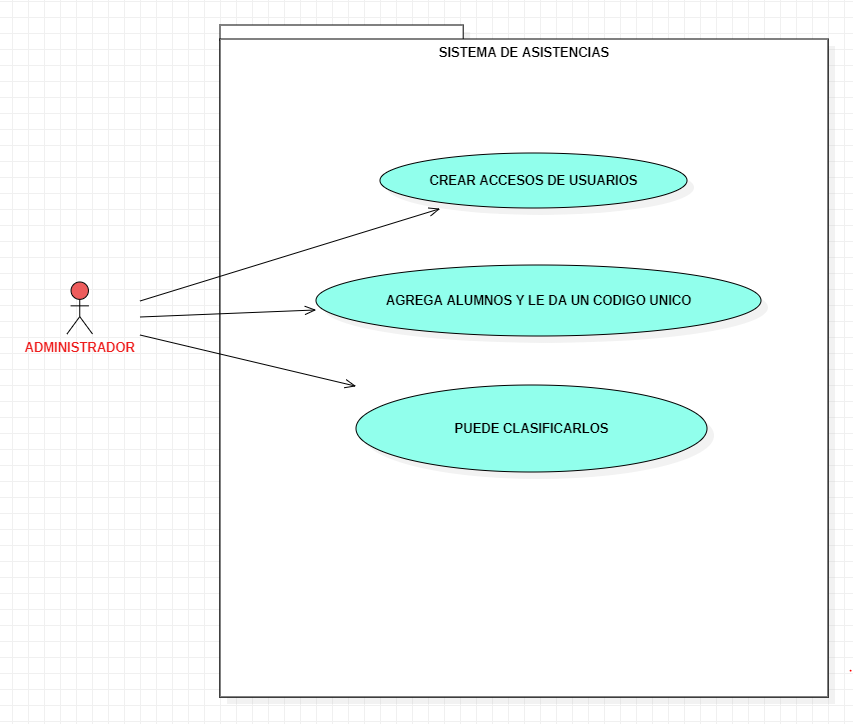 SISTEMA DE ASISTENCIAS
CREAR ACCESOS DE USUARIOS
AGREGA ALUMNOS Y LE DA UN CODIGO UNICO
ADMINISTRADOR
PUEDE CLASIFICARLOS